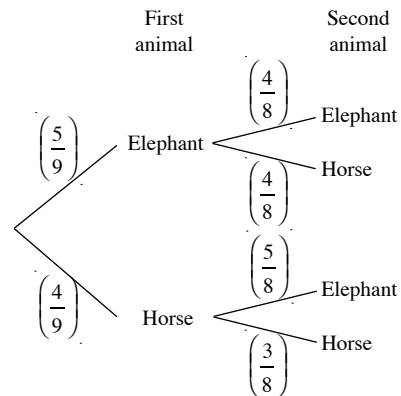 First animal
Second animal
(5/9)
Elephant
(4/8)
Elephant
(4/8)
Horse
(4/9)
Horse
(5/8)
Elephant
(3/8)
Horse